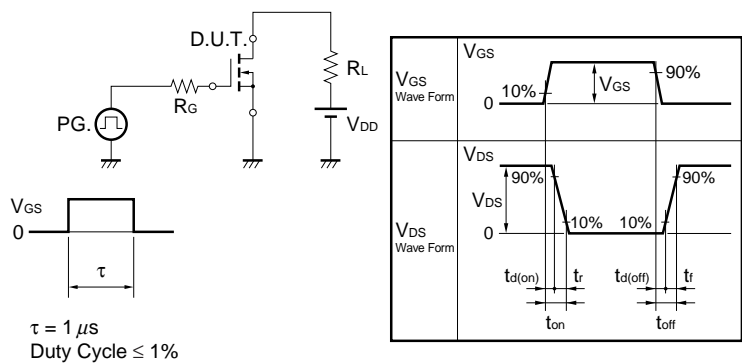 D.U.T.
RL
RG
PG.
VDD
VGS
0
τ
τ = 1 μs
Duty Cycle ≤ 1%
VGS
Wave Form
VGS
10%
VGS
90%
0
VDS
Wave Form
VDS
90%
90%
VDS
10%
10%
0
td(on)
tr
td(off)
tf
ton
toff